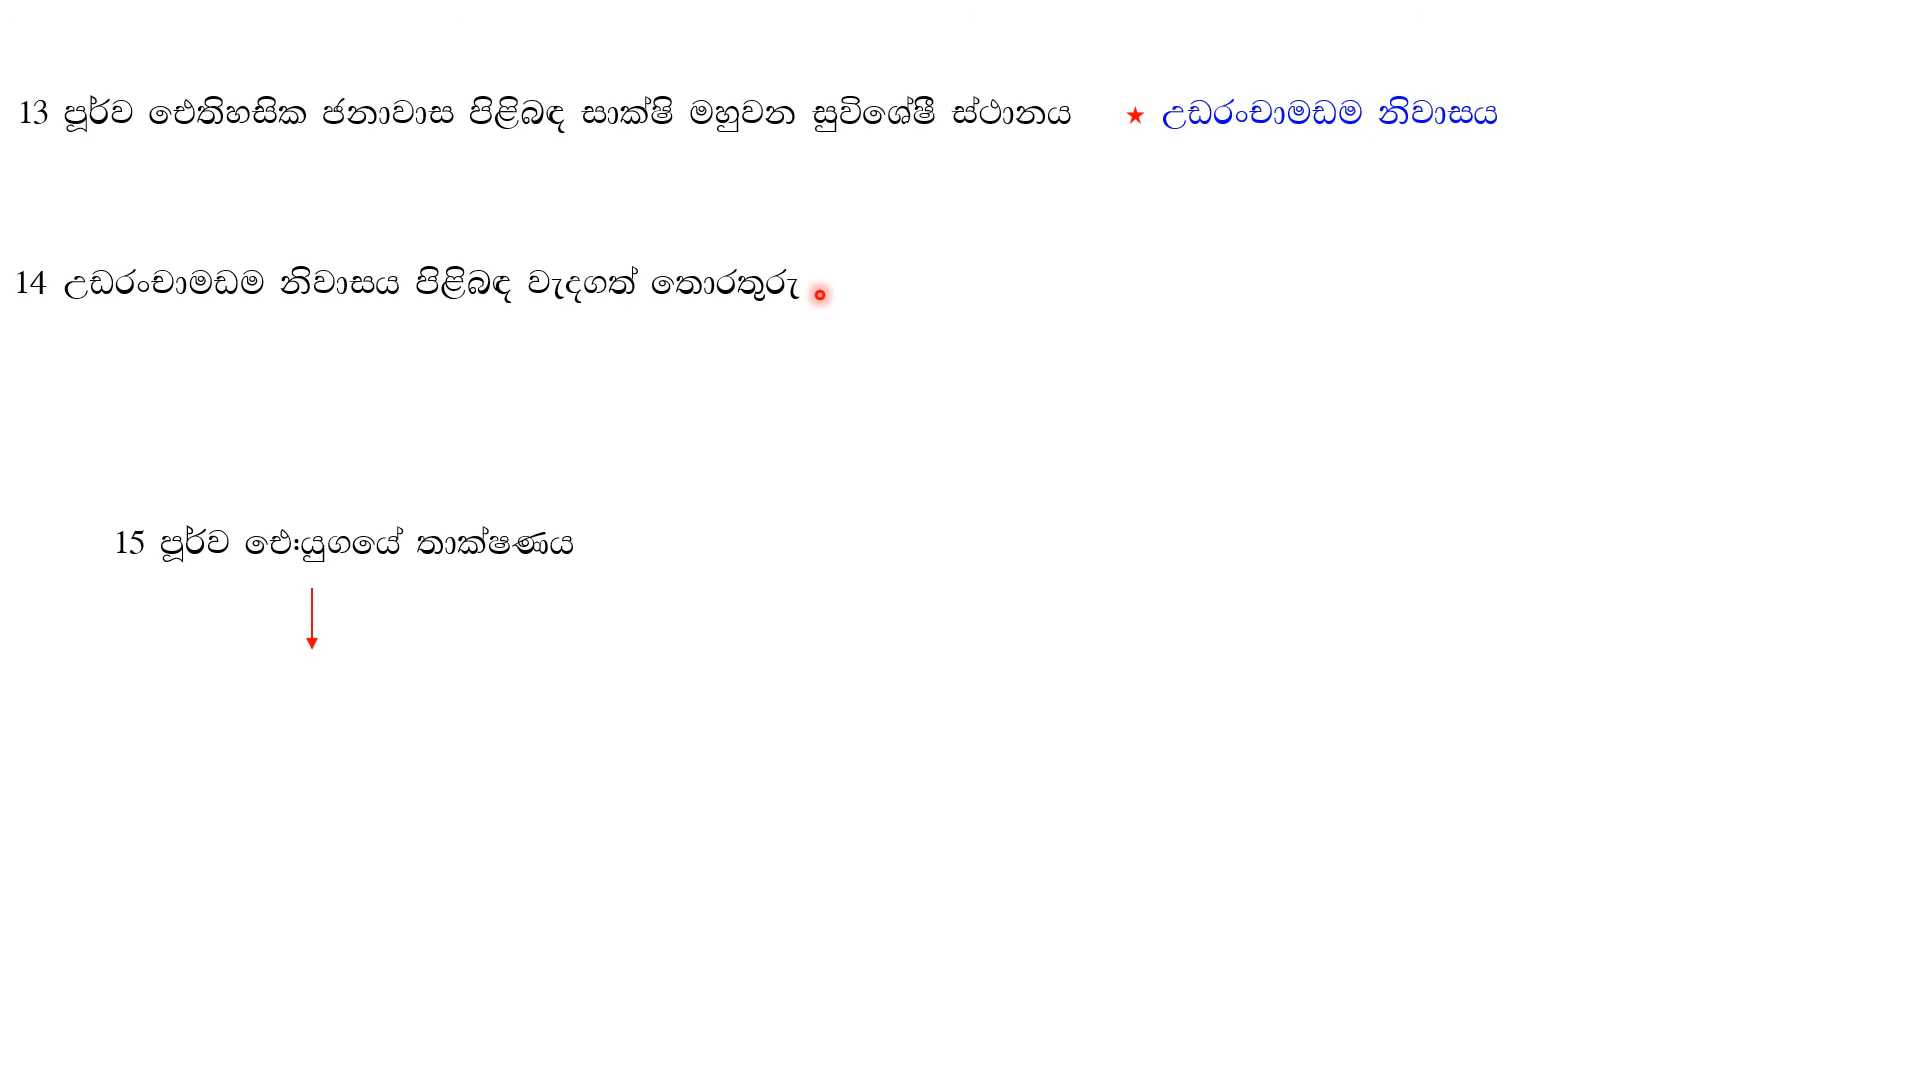 13 පූර්ව ඓතිහසික ජනාවාස පිළිබඳ සාක්ෂි මහුවන සුවිශේෂී ස්ථානය ★ උඩරංචාමඩම නිවාසය
14 උඩරංචාමඩම නිවාසය පිළිබඳ වැදගත් තොරතුරු
15 පූර්ව ඓඃයුගයේ තාක්ෂණය